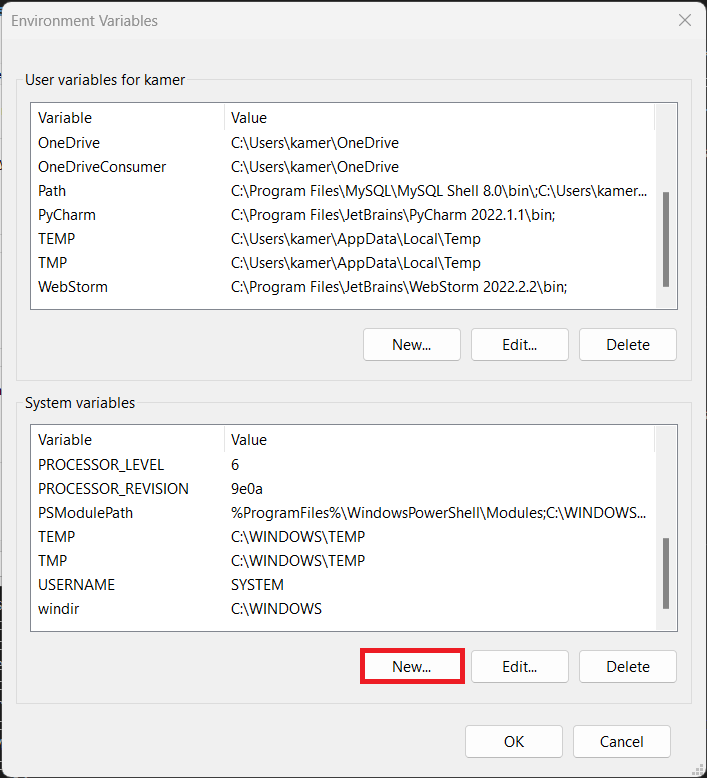 Environment Variables
User variables for kamer
Variable Value
OneDrive C:\Users\kamer\OneDrive
OneDriveConsumer C:\Users\kamer\OneDrive
Path C:\Program Files\MySQL\MySQL Shell 8.0\bin\;C:\Users\kamer...
PyCharm C:\Program Files\JetBrains\PyCharm 2022.1.1\bin;
TEMP C:\Users\kamer\AppData\Local\Temp
TMP C:\Users\kamer\AppData\Local\Temp
WebStorm C:\Program Files\JetBrains\WebStorm 2022.2.2\bin;
New... Edit... Delete
System variables
Variable Value
PROCESSOR_LEVEL 6
PROCESSOR_REVISION 9e0a
PSModulePath %ProgramFiles%\WindowsPowerShell\Modules;C:\WINDOWS...
TEMP C:\WINDOWS\TEMP
TMP C:\WINDOWS\TEMP
USERNAME SYSTEM
windir C:\WINDOWS
New... Edit... Delete
OK Cancel